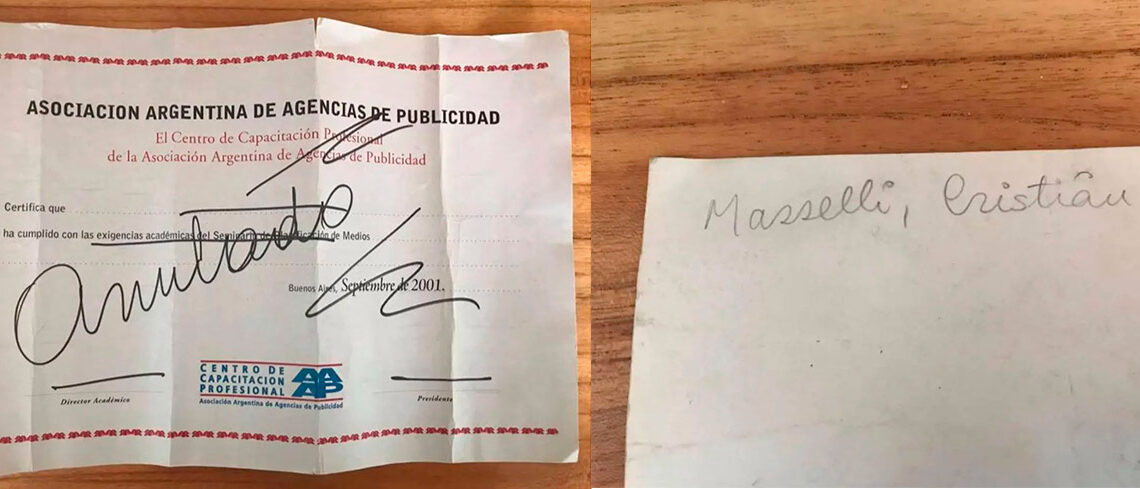 ASOCIACION ARGENTINA DE AGENCIAS DE PUBLICIDAD
El Centro de Capacitación Profesional
de la Asociación Argentina de Agencias de Publicidad
Certifica que
anulado
ha cumplido con las exigencias académicas del Seminario de Planificación de Medios
Buenos Aires, Septiembre de 2001.
Director Académico
CENTRO DE
CAPACITACION
PROFESIONAL
AAAP
Asociación Argentina de Agencias de Publicidad
Presidente
Masselli, Cristiân